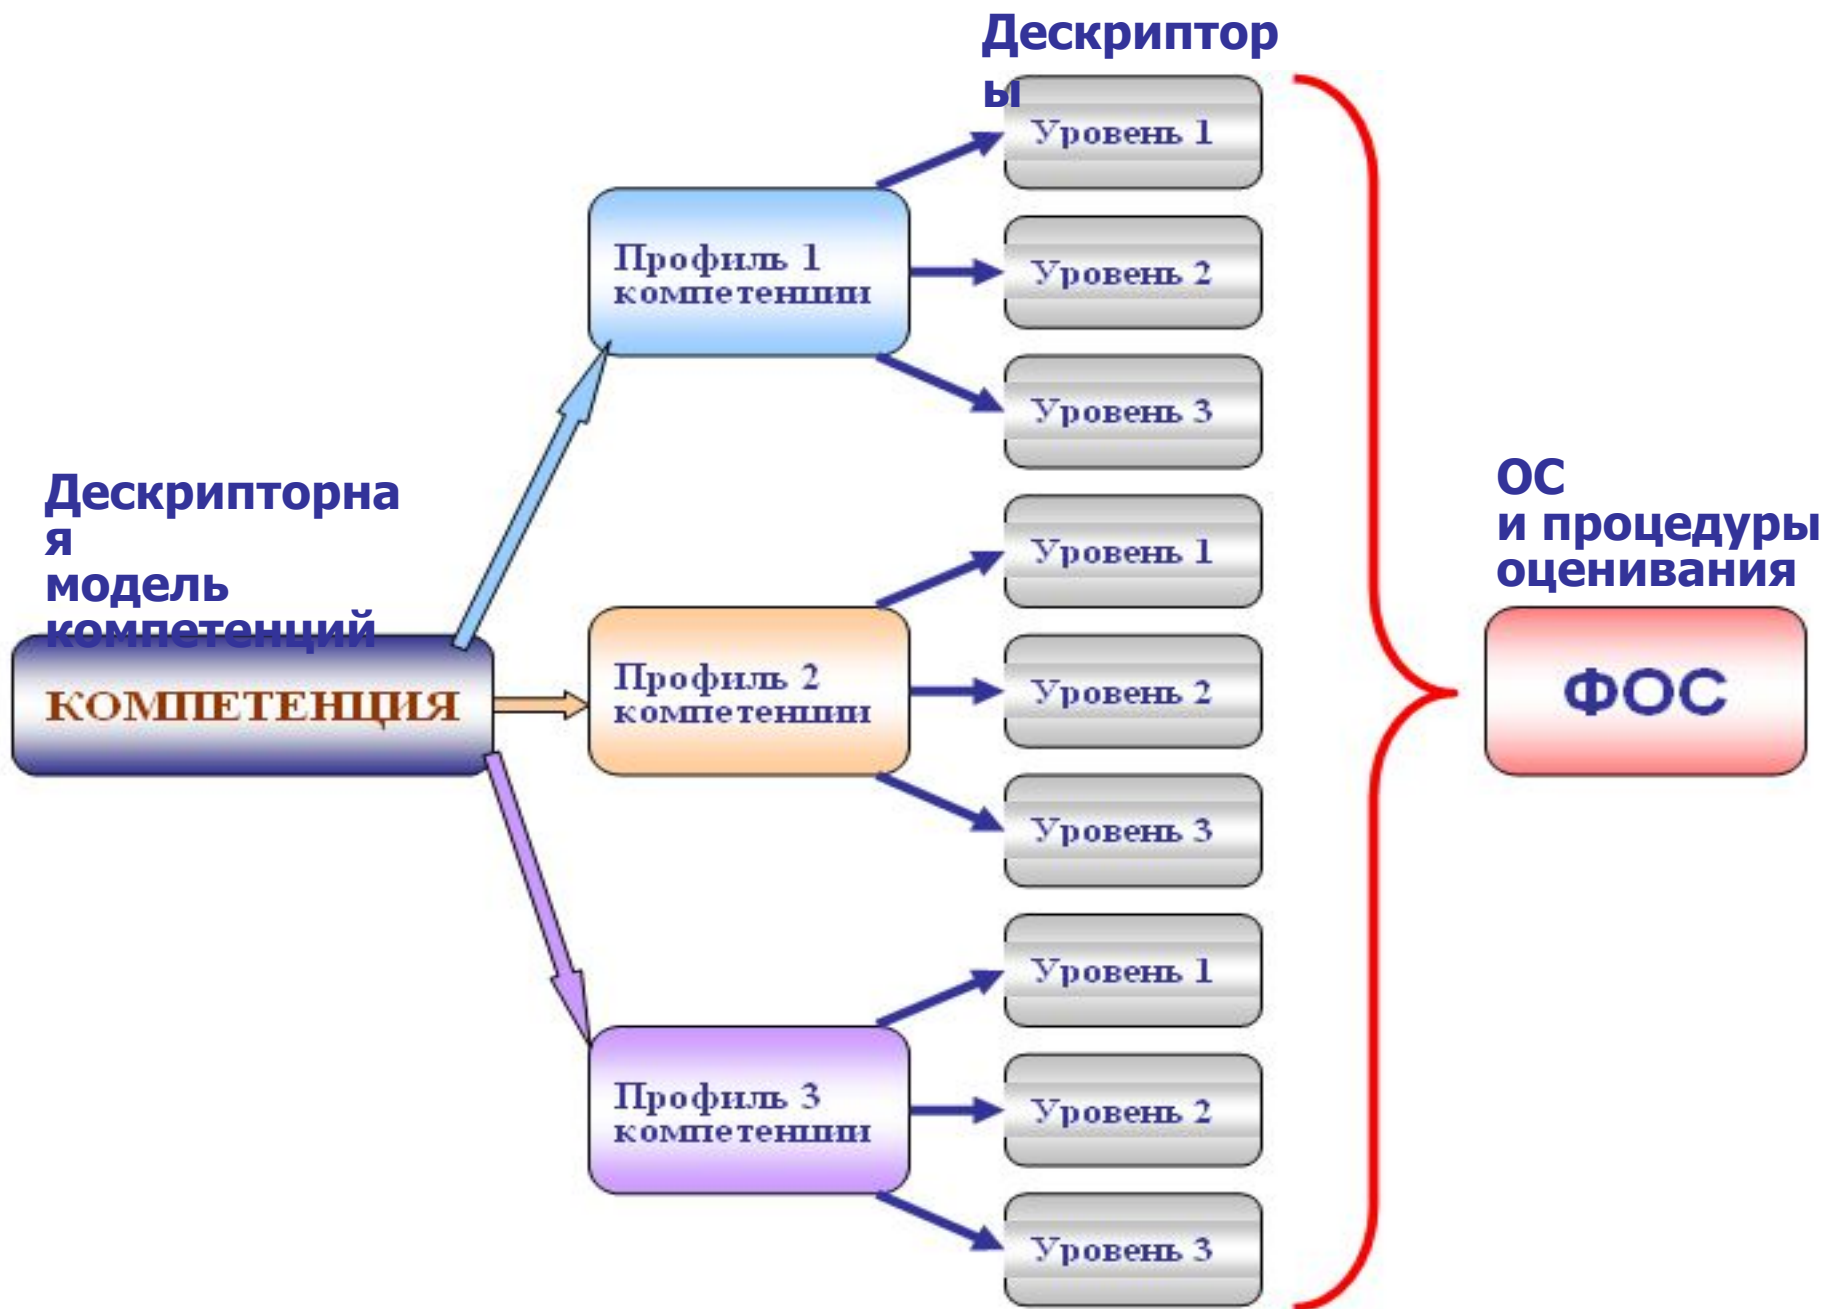 Дескриптор
ы
Уровень 1
Профиль 1
компетенции
Уровень 2
Уровень 3
Дескрипторна
я
модель
компетенций
КОМПЕТЕНЦИЯ
Уровень 1
Профиль 2
компетенции
Уровень 2
Уровень 3
Уровень 1
Профиль 3
компетенции
Уровень 2
Уровень 3
ОС
и процедуры
оценивания
ФОС